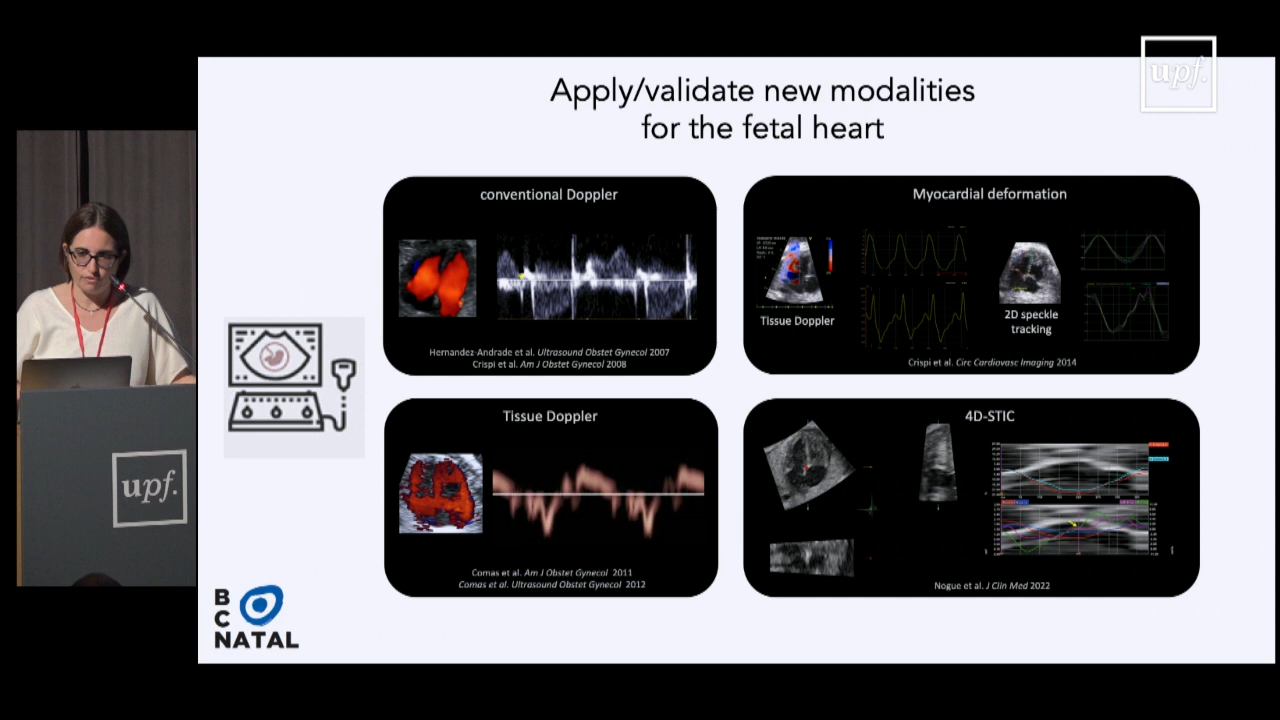 upf.
Apply/validate new modalities
for the fetal heart
conventional Doppler
Hernandez-Andrade et al. Ultrasound Obstet Gynecol 2007
Crispi et al. Am J Obstet Gynecol 2008
Myocardial deformation
Tissue Doppler
2D speckle
tracking
Crispi et al. Circ Cardiovasc Imaging 2014
Tissue Doppler
Comas et al. Am J Obstet Gynecol 2011
Comas et al. Ultrasound Obstet Gynecol 2012
4D-STIC
Nogue et al. J Clin Med 2022
upf.
B
C
NATAL